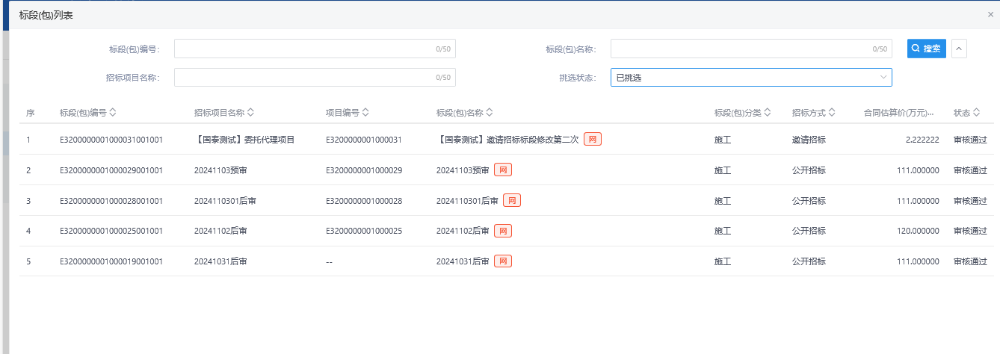 标段(包)列表
标段(包)编号： 0/50 标段(包)名称： 0/50 搜索
招标项目名称： 0/50 挑选状态： 已挑选
序 标段(包)编号 招标项目名称 项目编号 标段(包)名称 标段(包)分类 招标方式 合同估算价(万元)... 状态
1 E3200000001000031001001 【国泰测试】委托代理项目 E3200000001000031 【国泰测试】邀请招标标段修改第二次 网 施工 邀请招标 2.222222 审核通过
2 E3200000001000029001001 20241103预审 E3200000001000029 20241103预审 网 施工 公开招标 111.000000 审核通过
3 E3200000001000028001001 2024110301后审 E3200000001000028 2024110301后审 网 施工 公开招标 111.000000 审核通过
4 E3200000001000025001001 20241102后审 E3200000001000025 20241102后审 网 施工 公开招标 120.000000 审核通过
5 E3200000001000019001001 20241031后审 -- 20241031后审 网 施工 公开招标 111.000000 审核通过